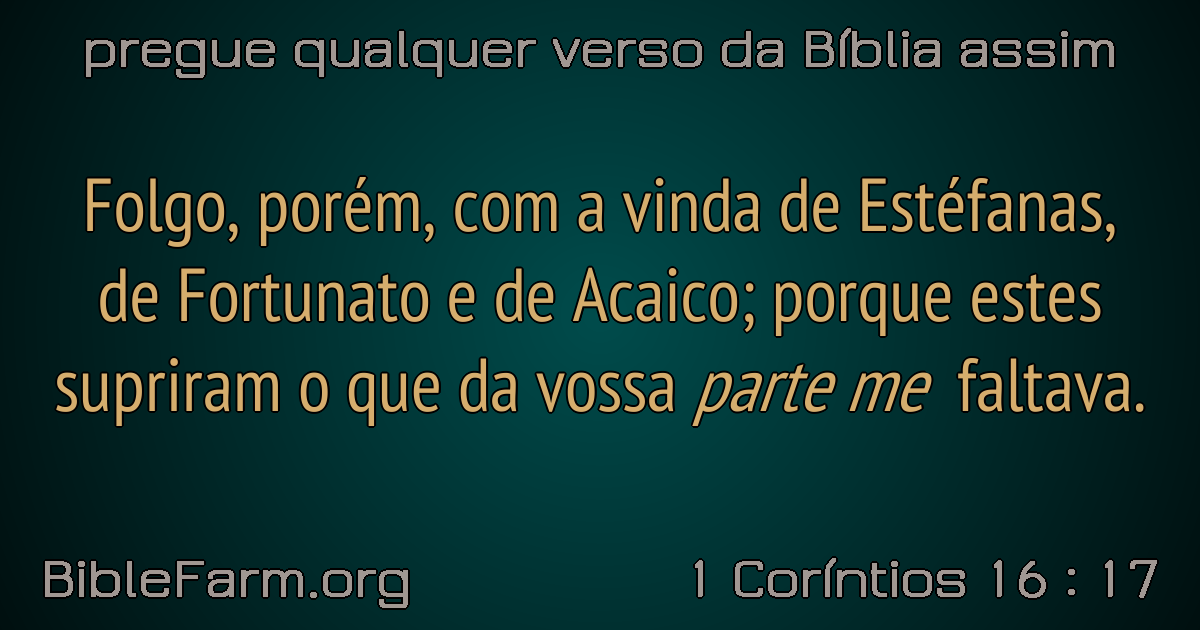 pregue qualquer verso da Bíblia assim
Folgo, porém, com a vinda de Estéfanas,
de Fortunato e de Acaico; porque estes
supriram o que da vossa parte me faltava.
BibleFarm.org
1 Coríntios 16 : 17